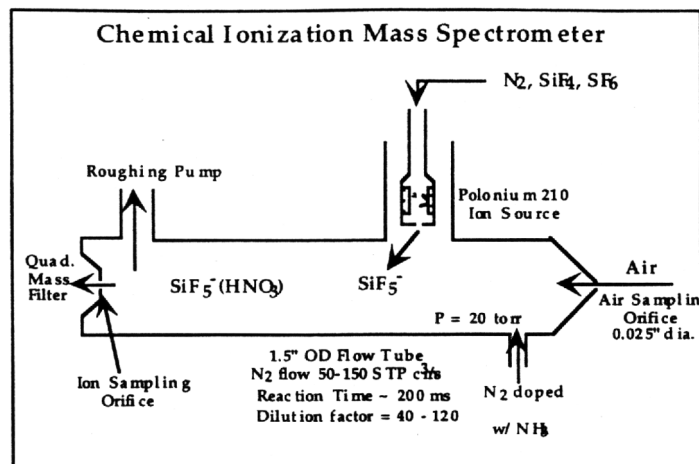 Chemical Ionization Mass Spectrometer
N2, SiF4, SF6
Roughing Pump
Polonium 210
Ion Source
Quad.
Mass
Filter
SiF5-(HNO3)
SiF5-
Air
Air Samplin
Orifice
0.025" dia.
P = 20 torr
Ion Sampling
Orifice
1.5" OD Flow Tube
N2 flow 50-150 STP
Reaction Time ~ 200 ms
Dilution factor = 40 - 120
N2 doped
w/ NH3